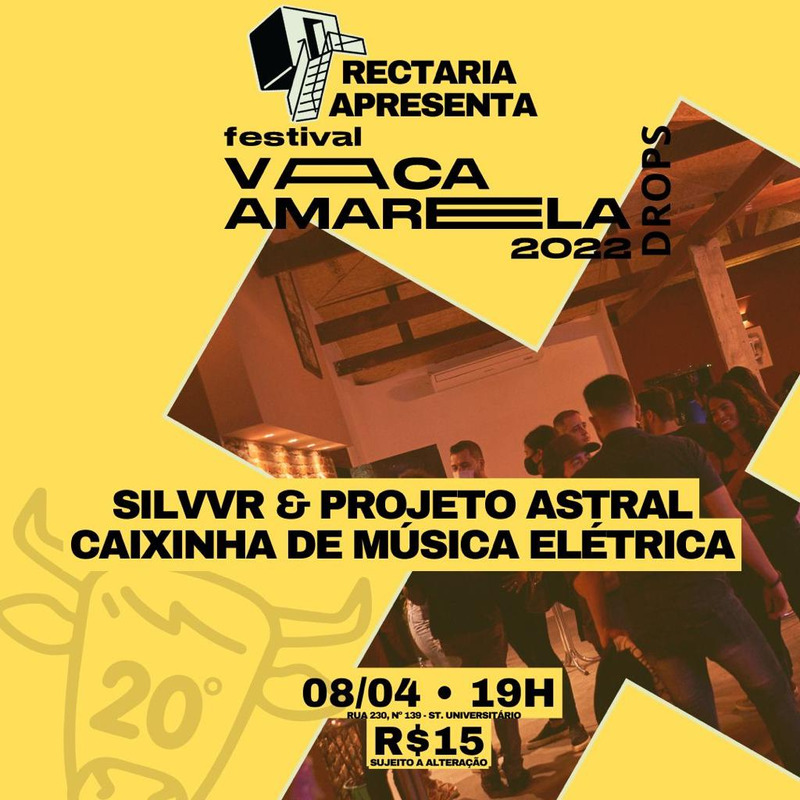 RECTARIA
APRESENTA
festival
VACA
AMARELA
2022
DROPS
SILVVR & PROJETO ASTRAL
CAIXINHA DE MÚSICA ELÉTRICA
20º
08/04 • 19H
RUA 230, Nº 139 - ST. UNIVERSITÁRIO
R$15
SUJEITO A ALTERAÇÃO